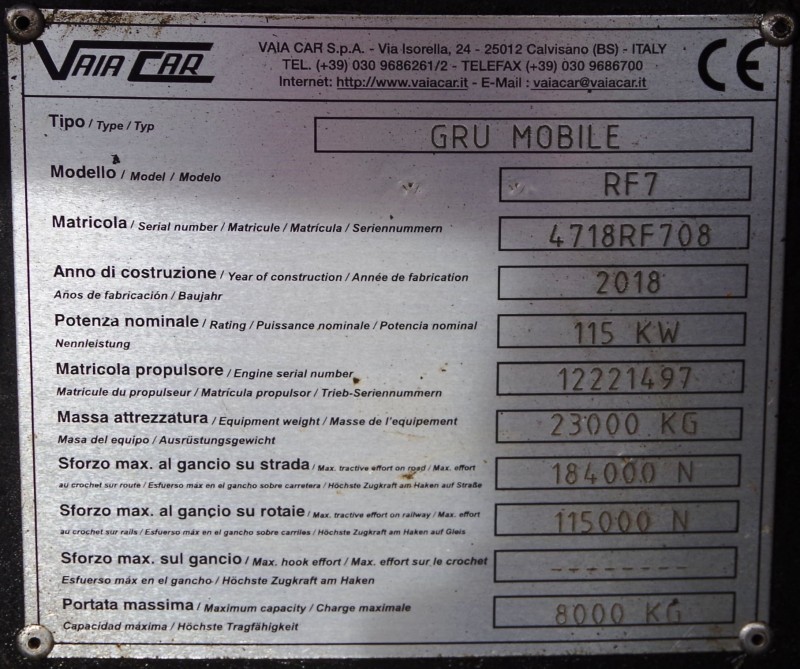 VAIA CAR
VAIA CAR S.p.A. - Via Isorella, 24 - 25012 Calvisano (BS) - ITALY
TEL. (+39) 030 9686261/2 - TELEFAX (+39) 030 9686700
Internet: http://www.vaiacar.it - E-Mail : vaiacar@vaiacar.it
CE
Tipo / Type / Typ
GRU MOBILE
Modello / Model / Modelo
RF7
Matricola / Serial number / Matricule / Matrícula / Seriennummern
4718RF708
Anno di costruzione / Year of construction / Année de fabrication
Años de fabricación / Baujahr
2018
Potenza nominale / Rating / Puissance nominale / Potencia nominal
Nennleistung
115 KW
Matricola propulsore / Engine serial number
Matricule du propulseur / Matrícula propulsor / Trieb-Seriennummern
12221497
Massa attrezzatura / Equipment weight / Masse de l'equipement
Masa del equipo / Ausrüstungsgewicht
23000 KG
Sforzo max. al gancio su strada / Max. tractive effort on road / Max. effort
au crochet sur route / Esfuerso máx en el gancho sobre carretera / Höchste Zugkraft am Haken auf Straße
184000 N
Sforzo max. al gancio su rotaie / Max. tractive effort on railway / Max. effort
au crochet sur rails / Esfuerso máx en el gancho sobre carriles / Höchste Zugkraft am Haken auf Gleis
115000 N
Sforzo max. sul gancio / Max. hook effort / Max. effort sur le crochet
Esfuerso máx en el gancho / Höchste Zugkraft am Haken
--------
Portata massima / Maximum capacity / Charge maximale
Capacidad máxima / Höchste Tragfähigkeit
8000 KG